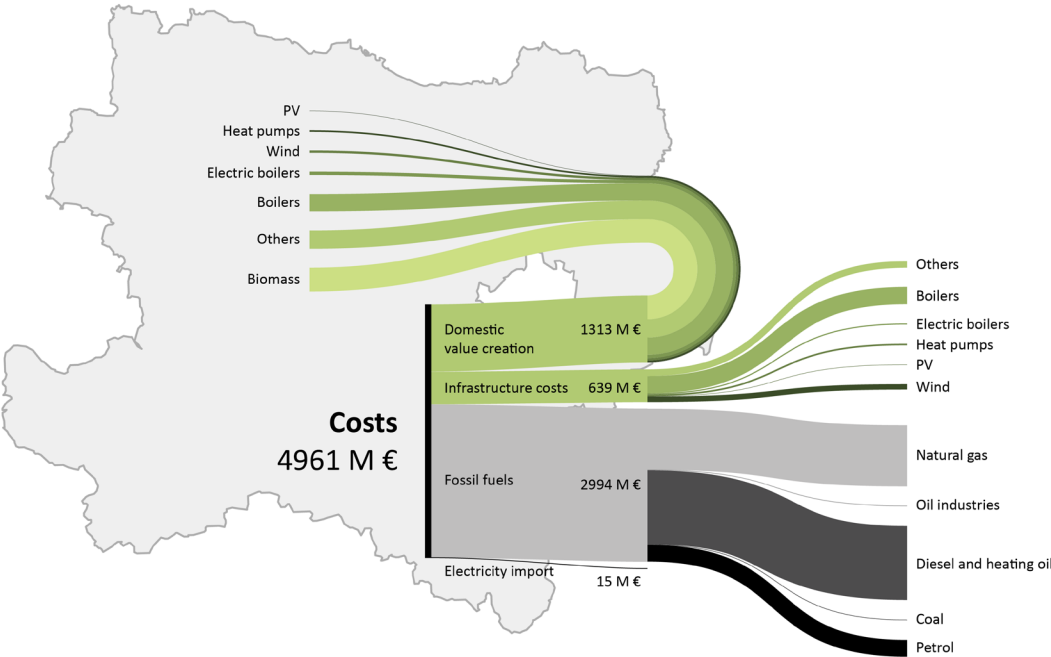 PV
Heat pumps
Wind
Electric boilers
Boilers
Others
Biomass
Domestic
value creation
1313 M €
Infrastructure costs
639 M €
Costs
4961 M €
Fossil fuels
2994 M €
Electricity import
15 M €
Others
Boilers
Electric boilers
Heat pumps
PV
Wind
Natural gas
Oil industries
Diesel and heating oil
Coal
Petrol